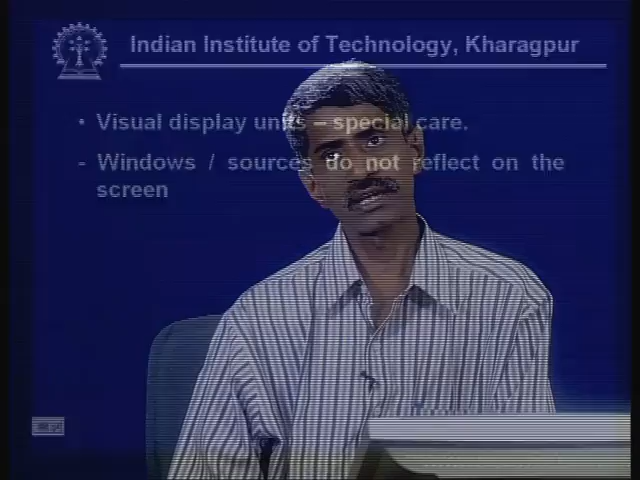 Indian Institute of Technology, Kharagpur
• Visual display units – special care.
- Windows / sources do not reflect on the
screen